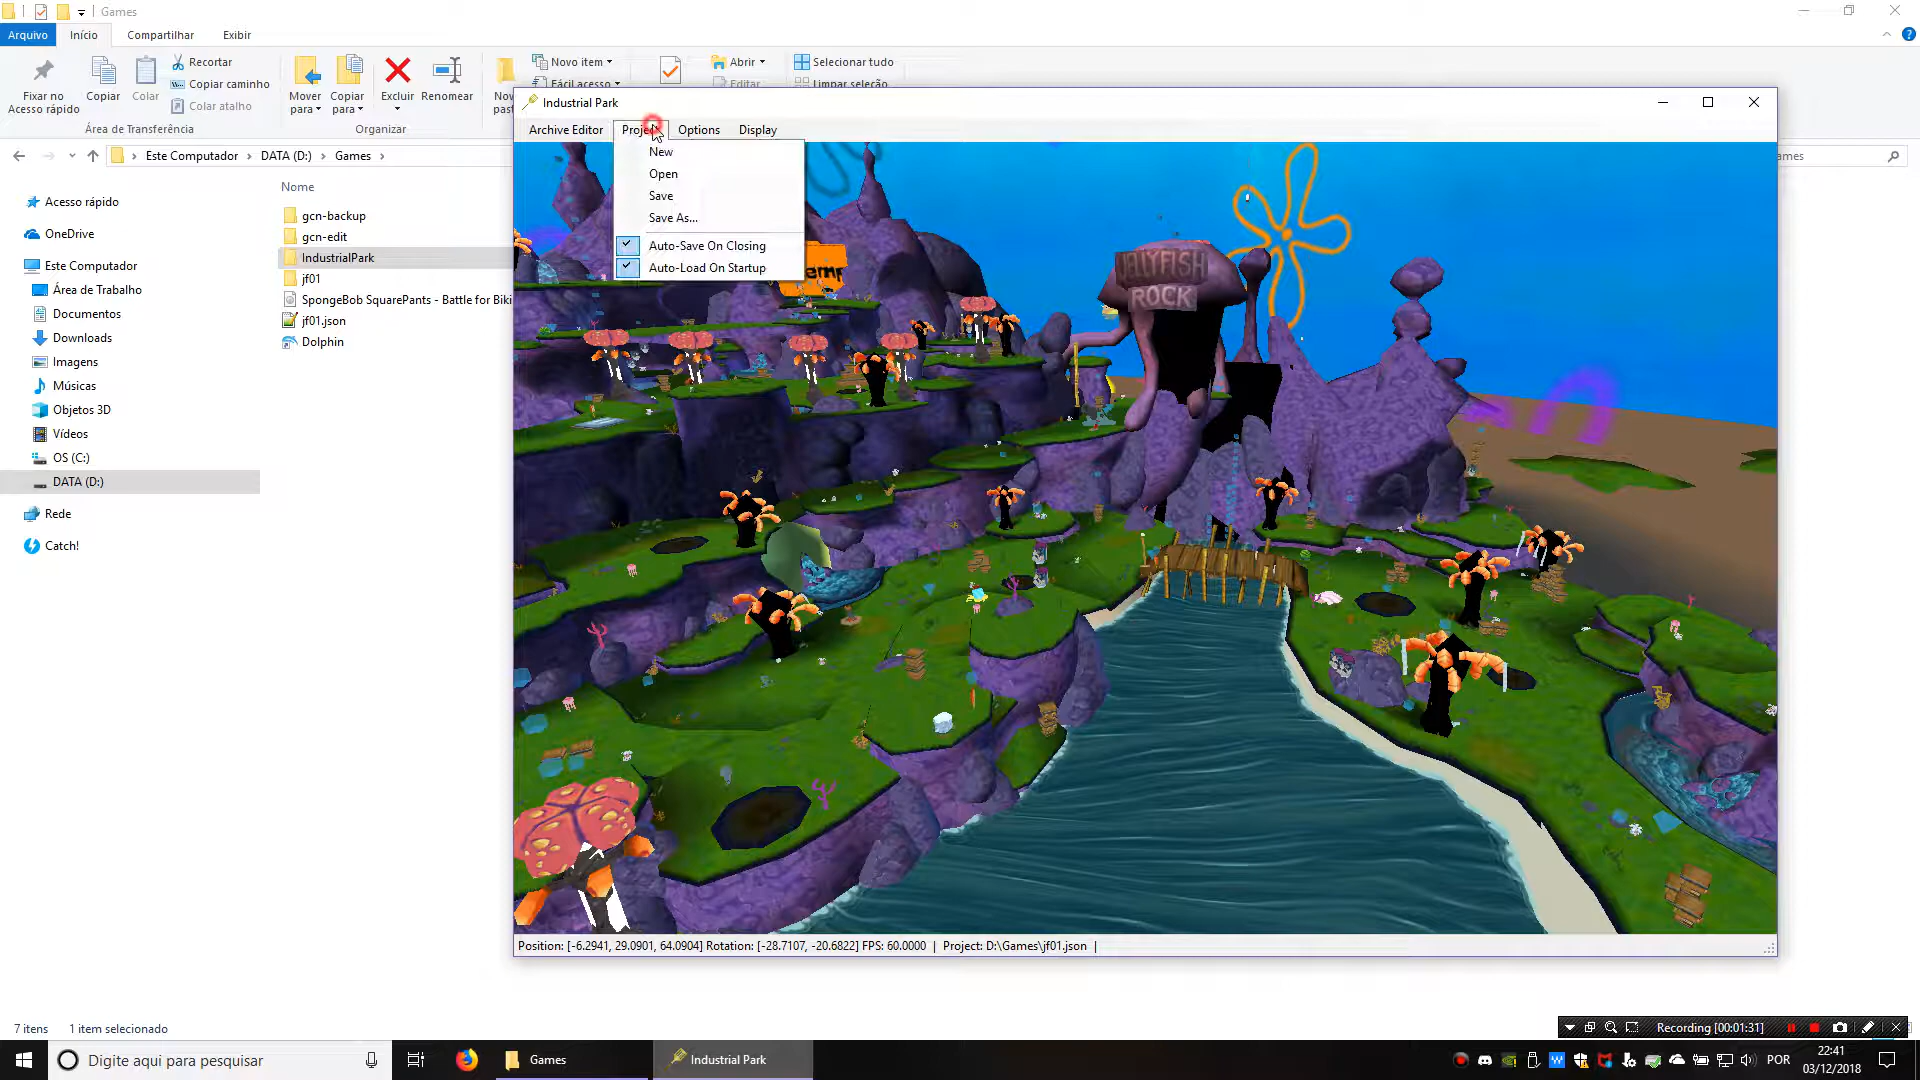 Games
Arquivo
Início
Compartilhar
Exibir
Fixar no
Acesso rápido
Copiar
Colar
Recortar
Copiar caminho
Colar atalho
Área de Transferência
Mover
para
Copiar
para
Excluir
Renomear
Organizar
Novo item
Fácil acesso
Abrir
Editar
Selecionar tudo
Limpar seleção
Este Computador
DATA (D:)
Games
Acesso rápido
OneDrive
Este Computador
Área de Trabalho
Documentos
Downloads
Imagens
Músicas
Objetos 3D
Vídeos
OS (C:)
DATA (D:)
Rede
Catch!
Nome
gcn-backup
gcn-edit
IndustrialPark
jf01
SpongeBob SquarePants - Battle for Biki
jf01.json
Dolphin
Industrial Park
Archive Editor
Project
Options
Display
New
Open
Save
Save As...
Auto-Save On Closing
Auto-Load On Startup
JELLYFISH
ROCK
Position: [-6.2941, 29.0901, 64.0904] Rotation: [-28.7107, -20.6822] FPS: 60.0000 | Project: D:\Games\jf01.json |
7 itens
1 item selecionado
Recording [00:01:31]
Digite aqui para pesquisar
Games
Industrial Park
POR
22:41
03/12/2018